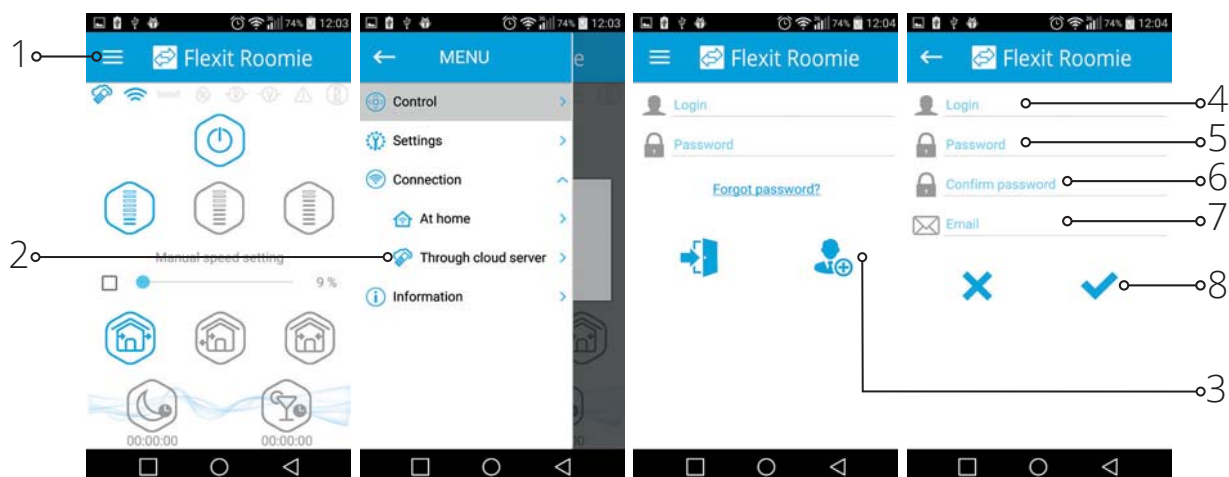 74% 12:03
Flexit Roomie
Manual speed setting
9 %
00:00:00
00:00:00
1
2
74% 12:03
MENU
e
Control
Settings
Connection
At home
Through cloud server
Information
74% 12:04
Flexit Roomie
Login
Password
Forgot password?
3
74% 12:04
Flexit Roomie
Login
Password
Confirm password
Email
4
5
6
7
8